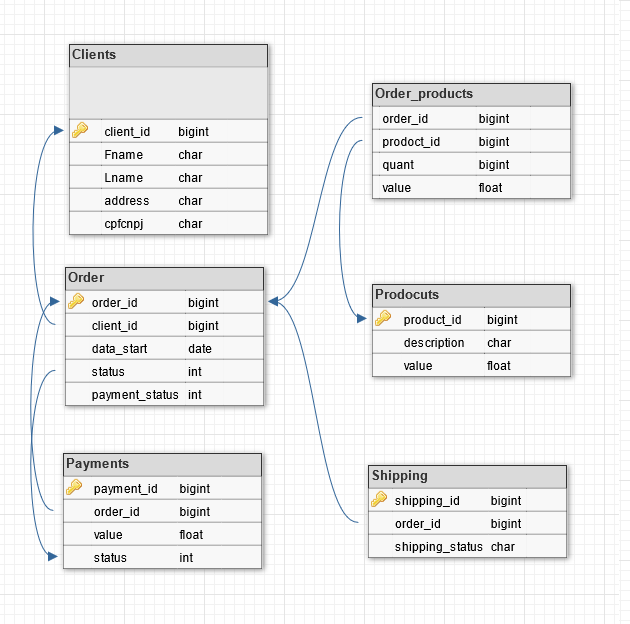 Clients
client_id bigint
Fname char
Lname char
address char
cpfcnpj char
Order_products
order_id bigint
prodoct_id bigint
quant bigint
value float
Order
order_id bigint
client_id bigint
data_start date
status int
payment_status int
Prodocuts
product_id bigint
description char
value float
Payments
payment_id bigint
order_id bigint
value float
status int
Shipping
shipping_id bigint
order_id bigint
shipping_status char